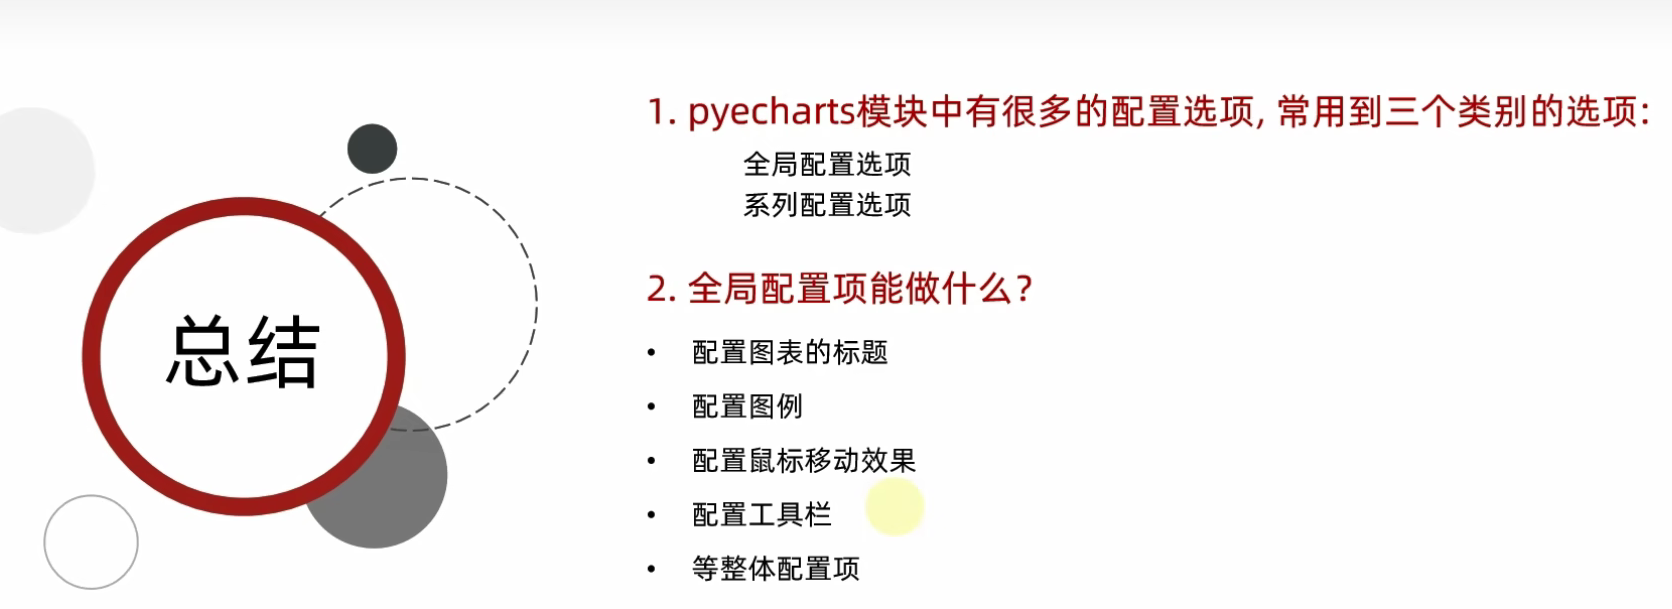 总结
1. pyecharts模块中有很多的配置选项, 常用到三个类别的选项:
全局配置选项
系列配置选项
2. 全局配置项能做什么?
• 配置图表的标题
• 配置图例
• 配置鼠标移动效果
• 配置工具栏
• 等整体配置项